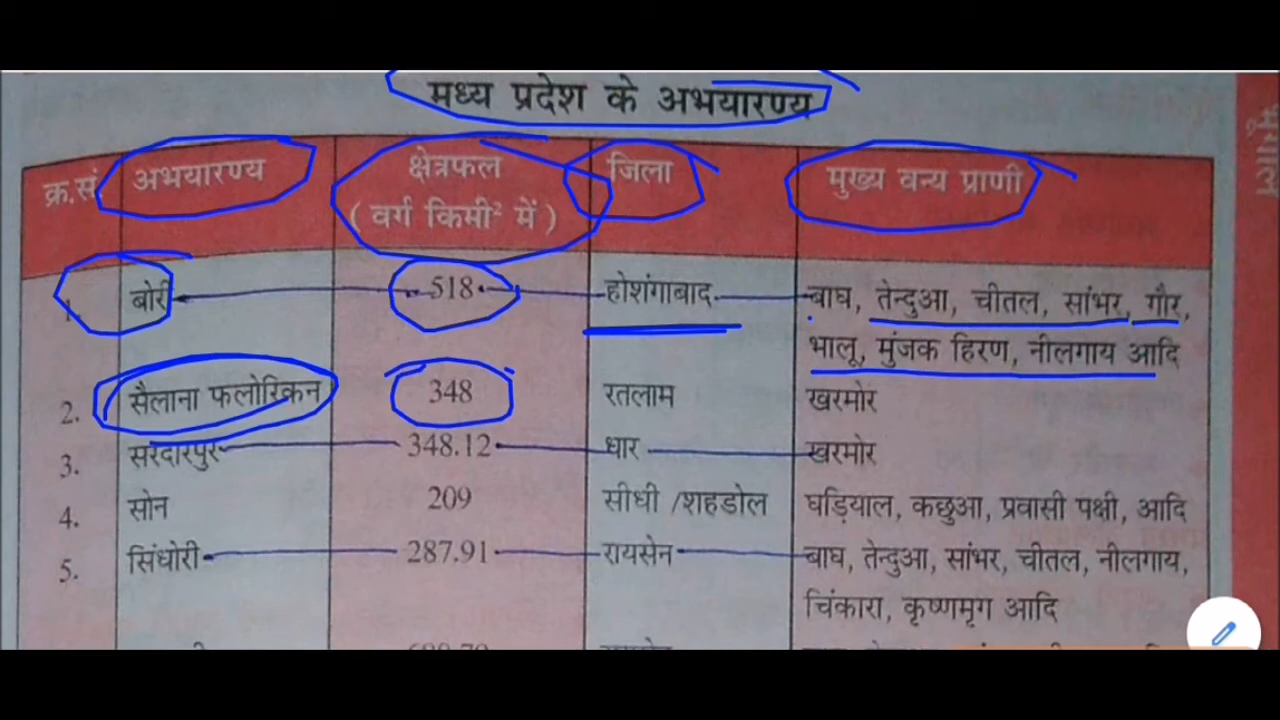 मध्य प्रदेश के अभयारण्य
भूगोल
क्र.सं अभयारण्य क्षेत्रफल (वर्ग किमी² में) जिला मुख्य वन्य प्राणी
1. बोरी 518 होशंगाबाद बाघ, तेन्दुआ, चीतल, सांभर, गौर,
भालू, मुंजक हिरण, नीलगाय आदि
2. सैलाना फलोरिकन 348 रतलाम खरमोर
3. सरदारपुर 348.12 धार खरमोर
4. सोन 209 सीधी /शहडोल घड़ियाल, कछुआ, प्रवासी पक्षी, आदि
5. सिंघोरी 287.91 रायसेन बाघ, तेन्दुआ, सांभर, चीतल, नीलगाय,
चिंकारा, कृष्णमृग आदि